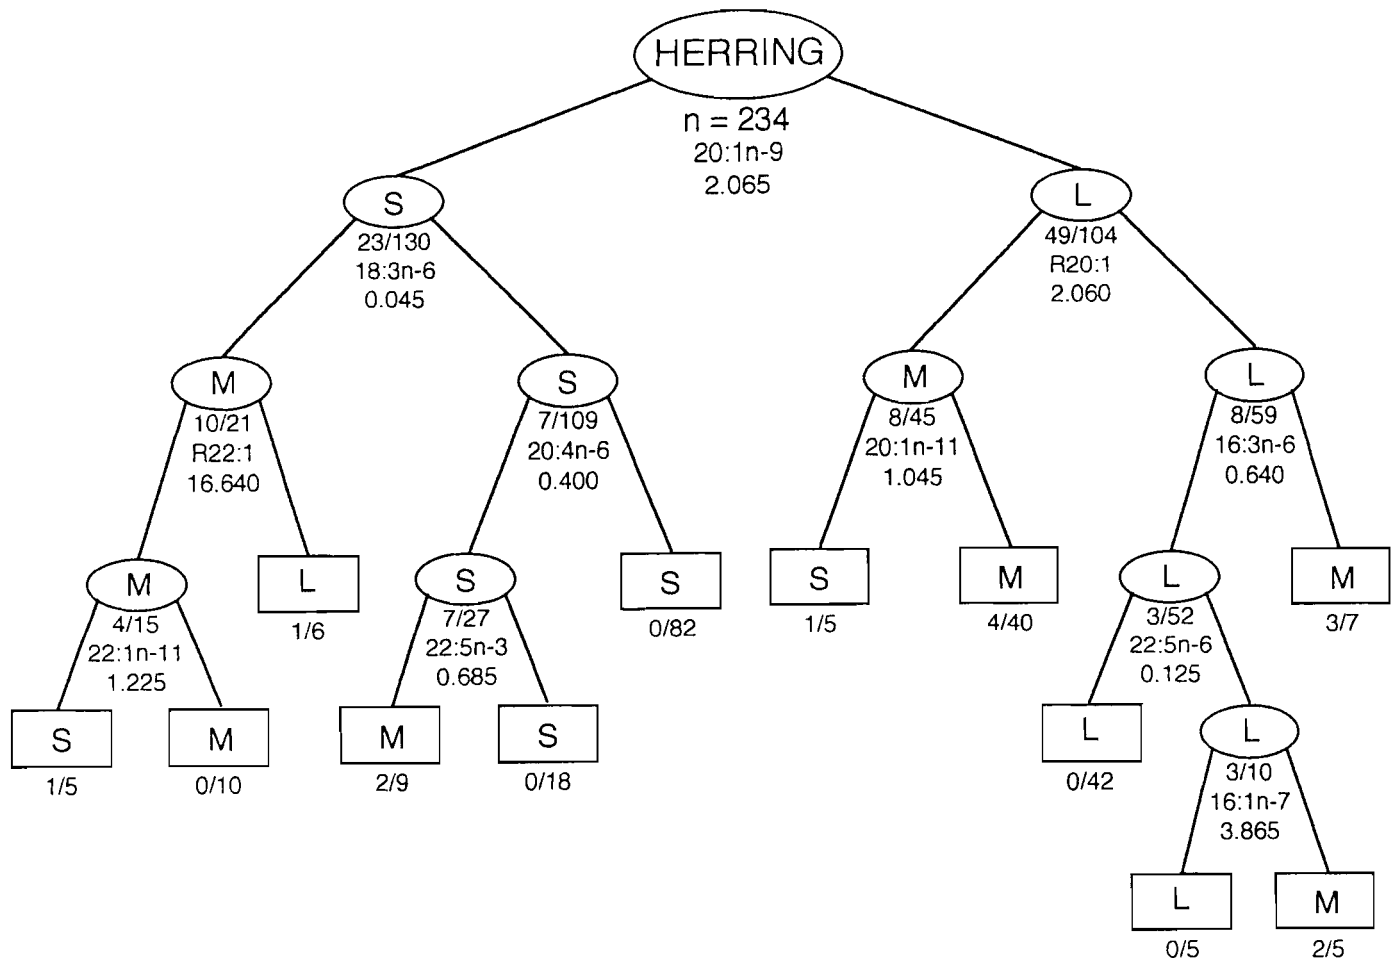 HERRING
n = 234
20:1n-9
2.065
S
23/130
18:3n-6
0.045
L
49/104
R20:1
2.060
M
10/21
R22:1
16.640
S
7/109
20:4n-6
0.400
M
8/45
20:1n-11
1.045
L
8/59
16:3n-6
0.640
M
4/15
22:1n-11
1.225
L
1/6
S
7/27
22:5n-3
0.685
S
0/82
S
1/5
M
4/40
L
3/52
22:5n-6
0.125
M
3/7
S
1/5
M
0/10
M
2/9
S
0/18
L
0/42
L
3/10
16:1n-7
3.865
L
0/5
M
2/5